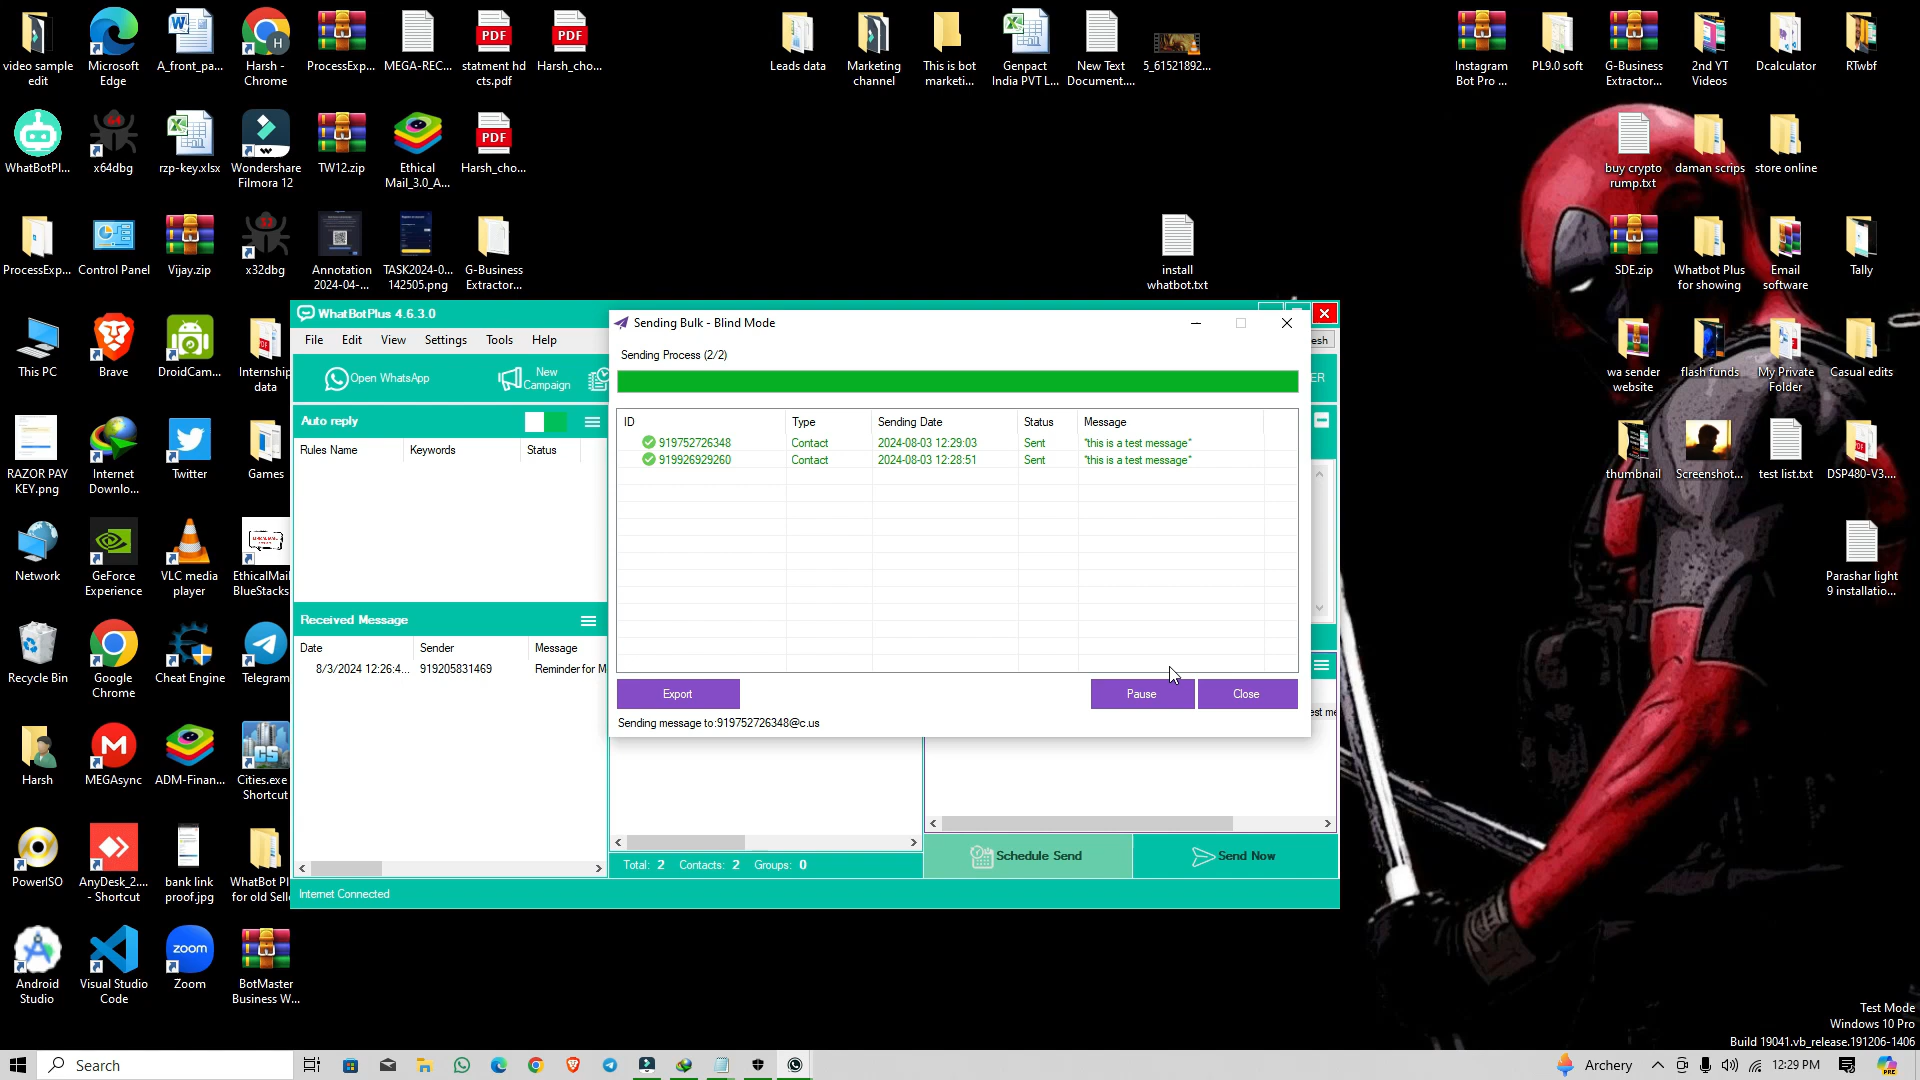 video sample
edit
Microsoft
Edge
A_front_pa...
Harsh -
Chrome
ProcessExp...
MEGA-REC...
statment hd
cts.pdf
Harsh_cho...
Leads data
Marketing
channel
This is bot
marketi...
Genpact
India PVT L...
New Text
Document....
5_61521892...
Instagram
Bot Pro ...
PL9.0 soft
G-Business
Extractor...
2nd YT
Videos
Dcalculator
RTwbf
WhatBotPl...
x64dbg
rzp-key.xlsx
Wondershare
Filmora 12
TW12.zip
Ethical
Mail_3.0_A...
Harsh_cho...
buy crypto
rump.txt
daman scrips
store online
ProcessExp...
Control Panel
Vijay.zip
x32dbg
Annotation
2024-04-...
TASK2024-0...
142505.png
G-Business
Extractor...
install
whatbot.txt
SDE.zip
Whatbot Plus
for showing
Email
software
Tally
This PC
Brave
DroidCam...
Internship
data
wa sender
website
flash funds
My Private
Folder
Casual edits
RAZOR PAY
KEY.png
Internet
Downlo...
Twitter
Games
thumbnail
Screenshot...
test list.txt
DSP480-V3....
Network
GeForce
Experience
VLC media
player
EthicalMail
BlueStacks
Parashar light
9 installatio...
Recycle Bin
Google
Chrome
Cheat Engine
Telegram
Harsh
MEGAsync
ADM-Finan...
Cities.exe
Shortcut
PowerISO
AnyDesk_2....
- Shortcut
bank link
proof.jpg
WhatBot Pl
for old Sell
Android
Studio
Visual Studio
Code
Zoom
BotMaster
Business W...
WhatBotPlus 4.6.3.0
File Edit View Settings Tools Help
esh
Open WhatsApp
New
Campaign
ER
Auto reply
Rules Name Keywords Status
Received Message
Date Sender Message
8/3/2024 12:26:4... 919205831469 Reminder for M
Sending Bulk - Blind Mode
Sending Process (2/2)
ID Type Sending Date Status Message
919752726348 Contact 2024-08-03 12:29:03 Sent "this is a test message"
919926929260 Contact 2024-08-03 12:28:51 Sent "this is a test message"
Export Pause Close
Sending message to:919752726348@c.us
est me
Total: 2 Contacts: 2 Groups: 0
Schedule Send
Send Now
Internet Connected
Test Mode
Windows 10 Pro
Build 19041.vb_release.191206-1406
Search
Archery
12:29 PM